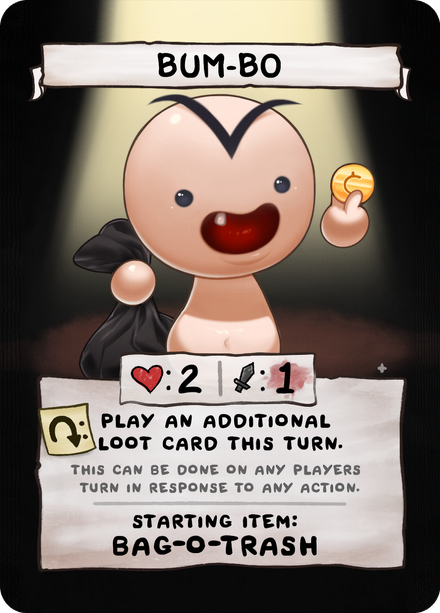 BUM-BO
¢
: 2 | : 1
: PLAY AN ADDITIONAL
LOOT CARD THIS TURN.
THIS CAN BE DONE ON ANY PLAYERS
TURN IN RESPONSE TO ANY ACTION.
STARTING ITEM:
BAG-O-TRASH